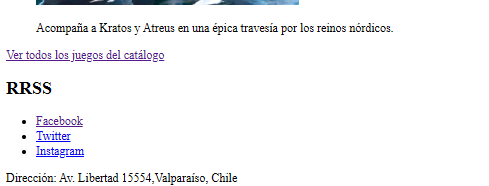 Acompaña a Kratos y Atreus en una épica travesía por los reinos nórdicos.
Ver todos los juegos del catálogo
RRSS
Facebook
Twitter
Instagram
Dirección: Av. Libertad 15554,Valparaíso, Chile